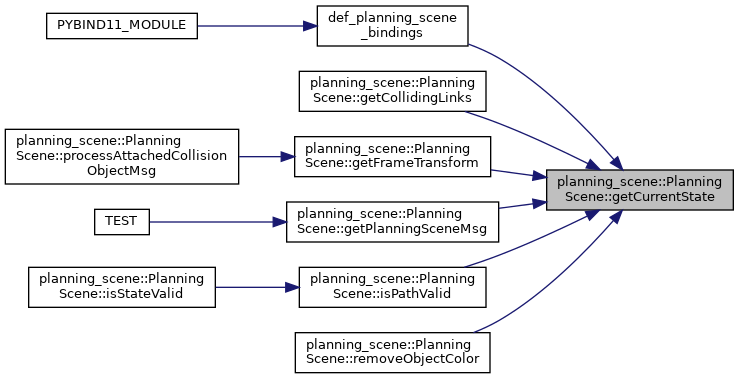 def_planning_scene
_bindings
PYBIND11_MODULE
planning_scene::Planning
Scene::getCollidingLinks
planning_scene::Planning
Scene::processAttachedCollision
ObjectMsg
planning_scene::Planning
Scene::getFrameTransform
planning_scene::Planning
Scene::getCurrentState
TEST
planning_scene::Planning
Scene::getPlanningSceneMsg
planning_scene::Planning
Scene::isStateValid
planning_scene::Planning
Scene::isPathValid
planning_scene::Planning
Scene::removeObjectColor